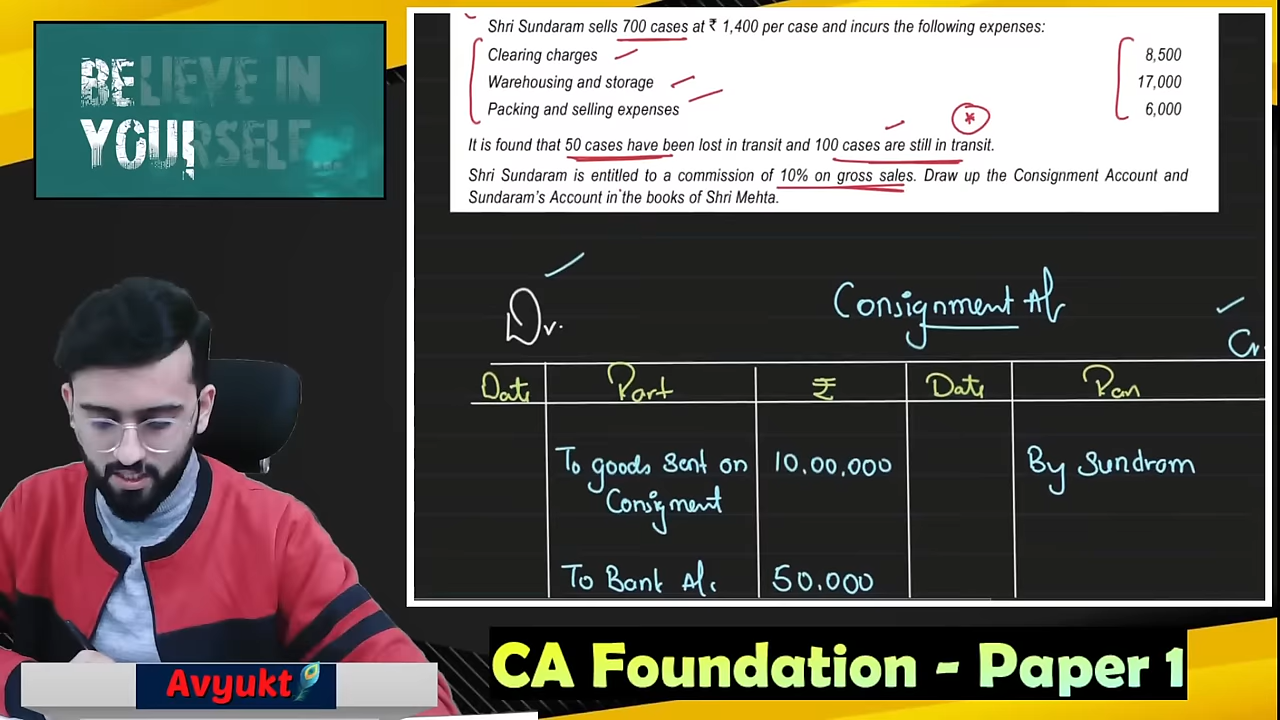 BELIEVE IN
YOURSELF...
Shri Sundaram sells 700 cases at ₹ 1,400 per case and incurs the following expenses:
Clearing charges 8,500
Warehousing and storage 17,000
Packing and selling expenses 6,000
It is found that 50 cases have been lost in transit and 100 cases are still in transit.
Shri Sundaram is entitled to a commission of 10% on gross sales. Draw up the Consignment Account and
Sundaram's Account in the books of Shri Mehta.
Dr. Consignment A/c Cr.
Date Part ₹ Date Par
To goods sent on 10,00,000 By Sundram
Consigment
To Bank A/c 50,000
Avyukt
CA Foundation - Paper 1